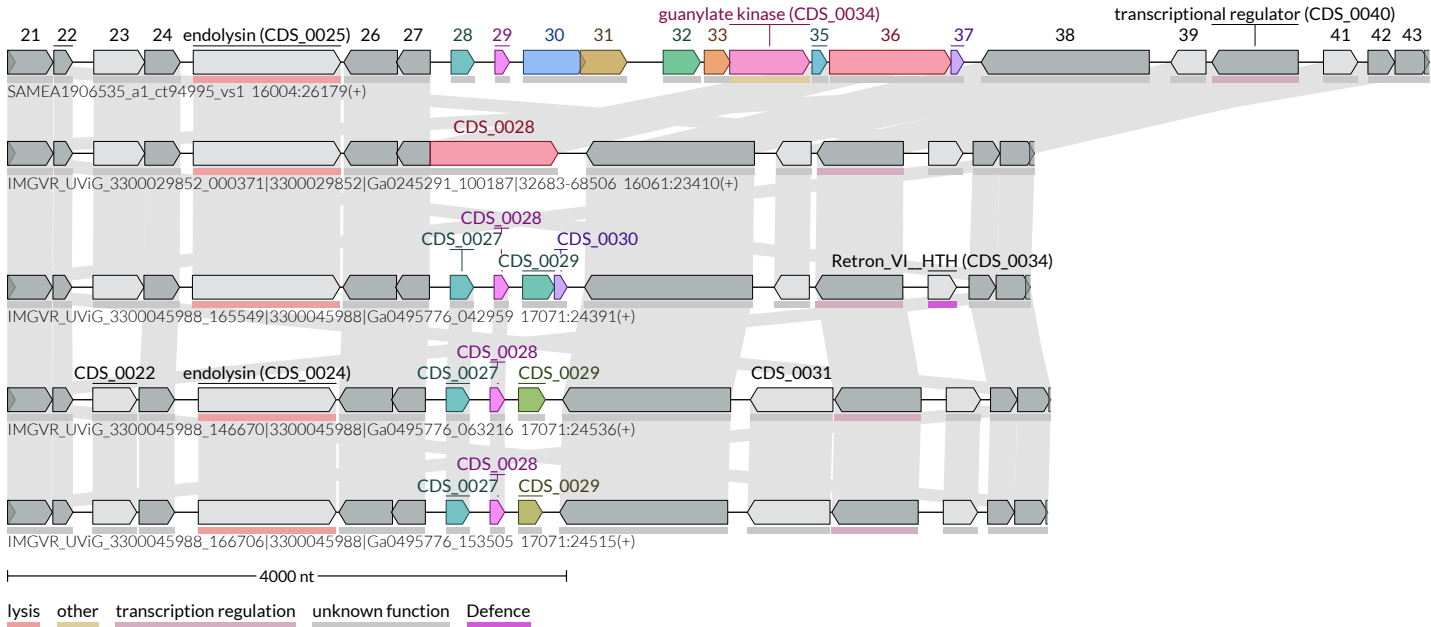 guanylate kinase (CDS_0034) transcriptional regulator (CDS_0040)
21 22 23 24 endolysin (CDS_0025) 26 27 28 29 30 31 32 33 35 36 37 38 39 41 42 43
SAMEA1906535_a1_ct94995_vs1 16004:26179(+)
CDS_0028
IMGVR_UViG_3300029852_000371|3300029852|Ga0245291_100187|32683-68506 16061:23410(+)
CDS_0028
CDS_0027 CDS_0030
CDS_0029 Retron_VI__HTH (CDS_0034)
IMGVR_UViG_3300045988_165549|3300045988|Ga0495776_042959 17071:24391(+)
CDS_0028
CDS_0022 endolysin (CDS_0024) CDS_0027 CDS_0029 CDS_0031
IMGVR_UViG_3300045988_146670|3300045988|Ga0495776_063216 17071:24536(+)
CDS_0028
CDS_0027 CDS_0029
IMGVR_UViG_3300045988_166706|3300045988|Ga0495776_153505 17071:24515(+)
4000 nt
lysis other transcription regulation unknown function Defence